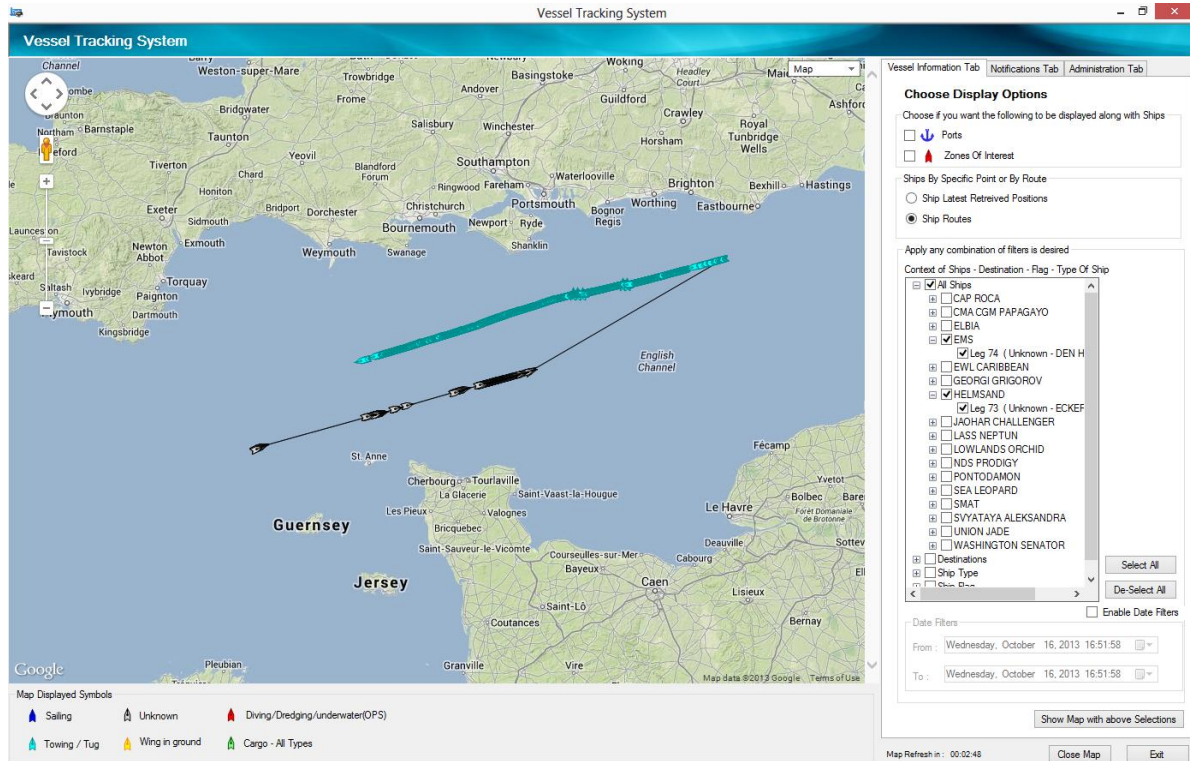 Vessel Tracking System
Vessel Tracking System
Channel
Weston-super-Mare
Trowbridge
Basingstoke
Woking
Headley
Court
Map
Andover
Guildford
Frome
Crawley
Ashford
Braunton
Bridgwater
Salisbury
Winchester
Royal
Tunbridge
Wells
Northam
Barnstaple
Taunton
Horsham
Yeovil
Tiverton
Blandford
Forum
Southampton
Waterlooville
Chard
Ringwood
Fareham
Brighton
Bexhill
Hastings
Honiton
Exeter
Bridport
Dorchester
Christchurch
Portsmouth
Worthing
Eastbourne
Sidmouth
Bournemouth
Newport
Ryde
Bognor
Regis
Newton
Abbot
Exmouth
Weymouth
Swanage
Shanklin
Tavistock
Torquay
Saltash
Ivybridge
Paignton
Dartmouth
Kingsbridge
English
Channel
St. Anne
Fécamp
Cherbourg
Tourlaville
La Glacerie
Saint-Vaast-la-Hougue
Yvetot
Bolbec
Les Pieux
Valognes
Le Havre
Forêt Domaniale
de Brotonne
Guernsey
Bricquebec
Saint-Sauveur-le-Vicomte
Deauville
Courseulles-sur-Mer
Cabourg
Bayeux
Jersey
Caen
Lisieux
Saint-Lô
Coutances
Bernay
Pleubian
Granville
Vire
Google
Map data ©2013 Google
Terms of Use
Map Displayed Symbols
Sailing
Unknown
Diving/Dredging/underwater(OPS)
Towing / Tug
Wing in ground
Cargo - All Types
Vessel Information Tab
Notifications Tab
Administration Tab
Choose Display Options
Choose if you want the following to be displayed along with Ships
Ports
Zones Of Interest
Ships By Specific Point or By Route
Ship Latest Retreived Positions
Ship Routes
Apply any combination of filters is desired
Context of Ships - Destination - Flag - Type Of Ship
All Ships
CAP ROCA
CMA CGM PAPAGAYO
ELBIA
EMS
Leg 74 ( Unknown - DEN H
EWL CARIBBEAN
GEORGI GRIGOROV
HELMSAND
Leg 73 ( Unknown - ECKEF
JAOHAR CHALLENGER
LASS NEPTUN
LOWLANDS ORCHID
NDS PRODIGY
PONTODAMON
SEA LEOPARD
SMAT
SVYATAYA ALEKSANDRA
UNION JADE
WASHINGTON SENATOR
Destinations
Ship Type
Ship Flag
Select All
De-Select All
Enable Date Filters
Date Filters
From :
Wednesday, October 16, 2013 16:51:58
To :
Wednesday, October 16, 2013 16:51:58
Show Map with above Selections
Map Refresh in : 00:02:48
Close Map
Exit